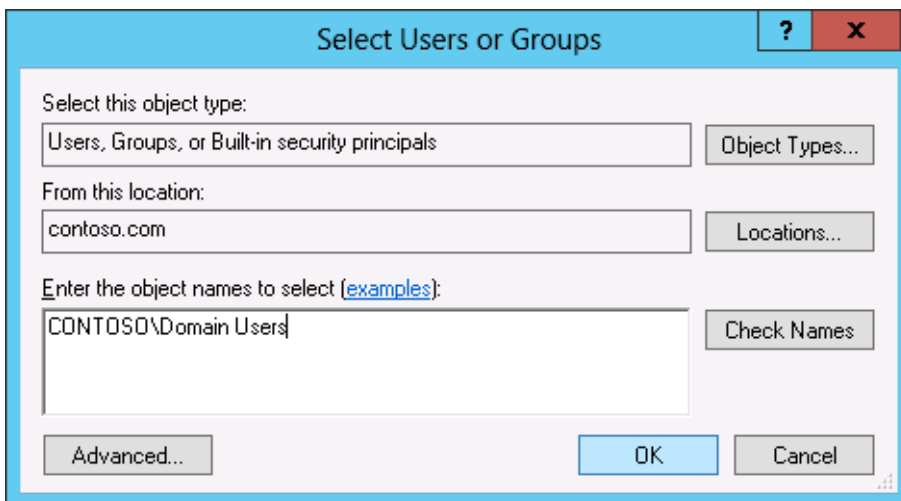 Select Users or Groups
?
x
Select this object type:
Users, Groups, or Built-in security principals
Object Types...
From this location:
contoso.com
Locations...
Enter the object names to select (examples):
CONTOSO\Domain Users
Check Names
Advanced...
OK
Cancel